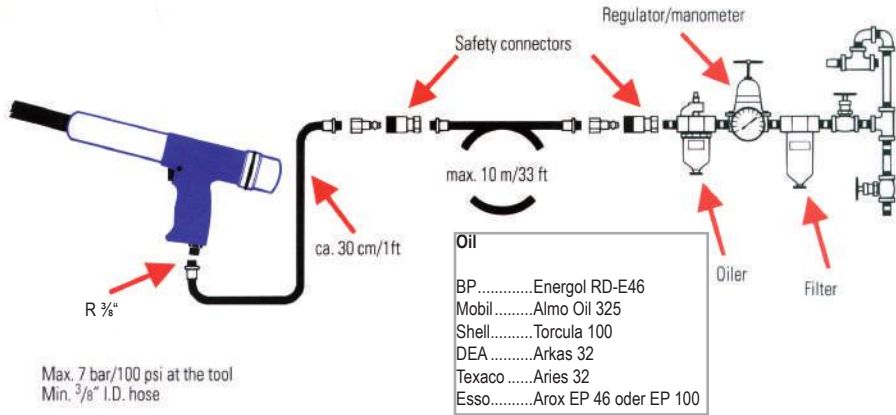 Regulator/manometer
Safety connectors
max. 10 m/33 ft
ca. 30 cm/1ft
R ⅜“
Oiler
Filter
Oil
BP.............Energol RD-E46
Mobil.........Almo Oil 325
Shell..........Torcula 100
DEA..........Arkas 32
Texaco......Aries 32
Esso..........Arox EP 46 oder EP 100
Max. 7 bar/100 psi at the tool
Min. 3/8" I.D. hose